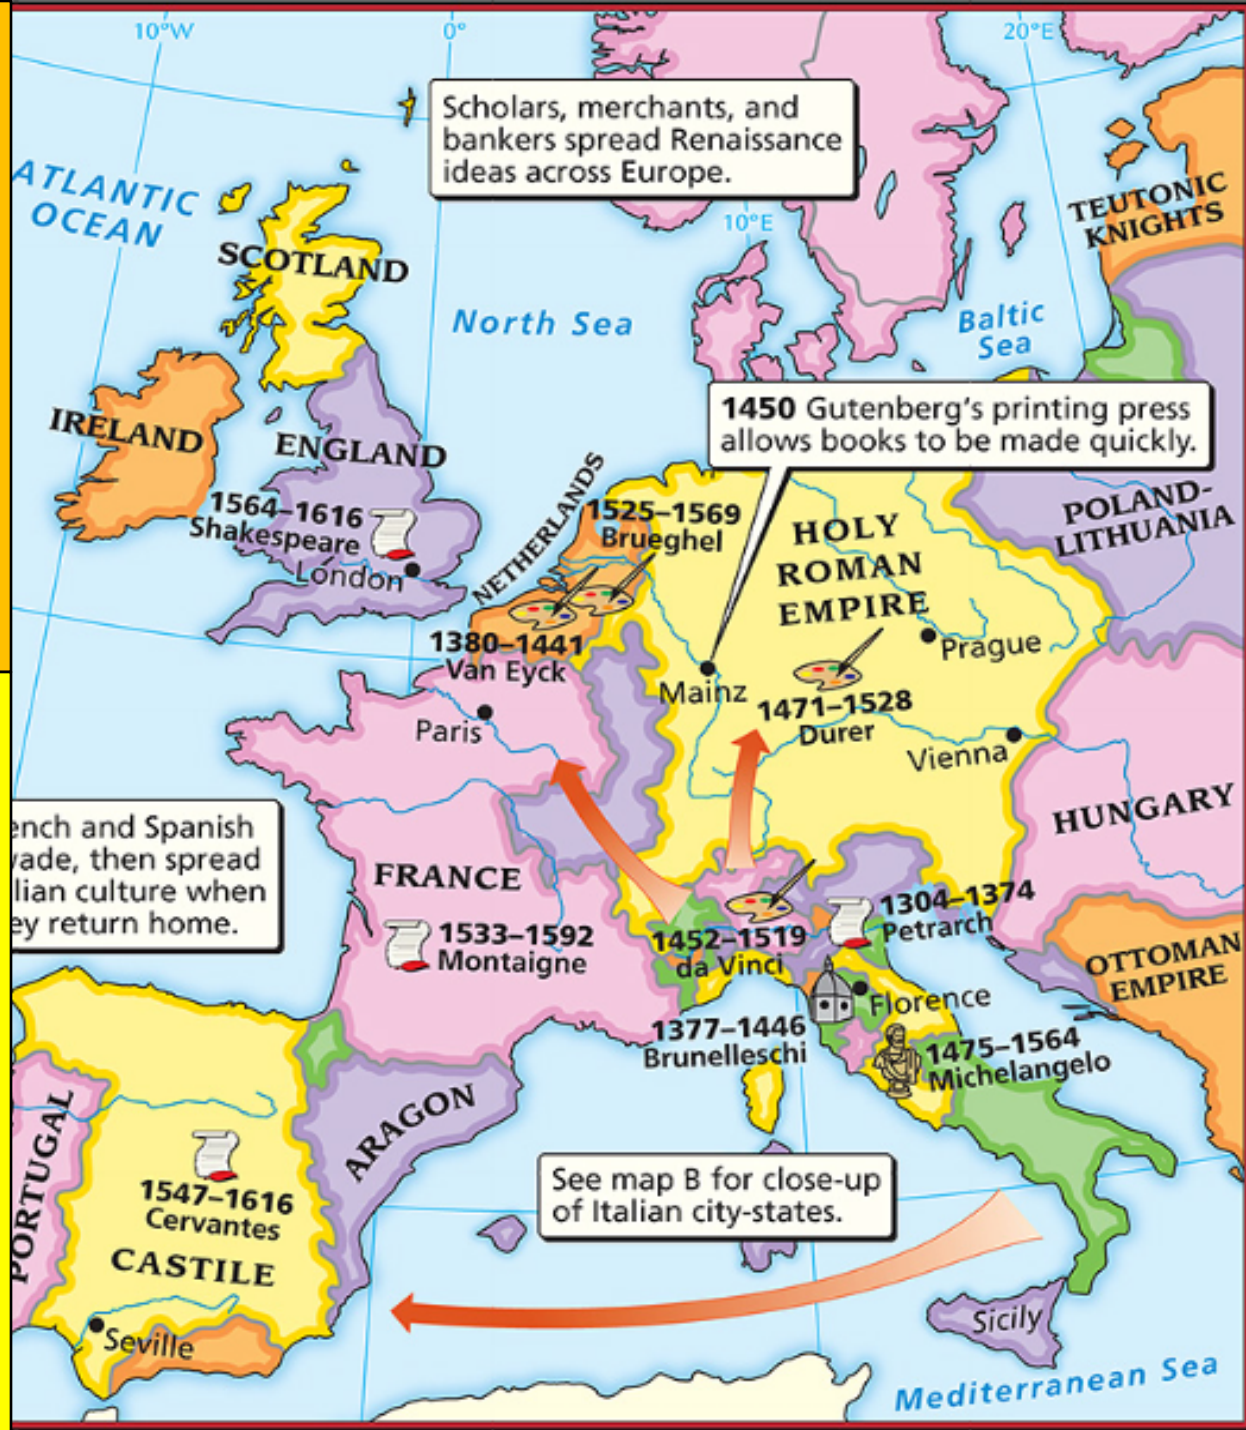 10°W
0°
20°E
Scholars, merchants, and
bankers spread Renaissance
ideas across Europe.
ATLANTIC
OCEAN
TEUTONIC
KNIGHTS
10°E
SCOTLAND
North Sea
Baltic
Sea
1450 Gutenberg's printing press
allows books to be made quickly.
IRELAND
ENGLAND
NETHERLANDS
1564–1616
Shakespeare
London
1525–1569
Brueghel
HOLY
ROMAN
EMPIRE
POLAND-
LITHUANIA
1380–1441
Van Eyck
Prague
Mainz
1471–1528
Durer
Paris
Vienna
HUNGARY
ench and Spanish
vade, then spread
lian culture when
ey return home.
FRANCE
1533–1592
Montaigne
1452–1519
da Vinci
1304–1374
Petrarch
OTTOMAN
EMPIRE
Florence
1377–1446
Brunelleschi
1475–1564
Michelangelo
ARAGON
PORTUGAL
1547–1616
Cervantes
CASTILE
See map B for close-up
of Italian city-states.
Seville
Sicily
Mediterranean Sea